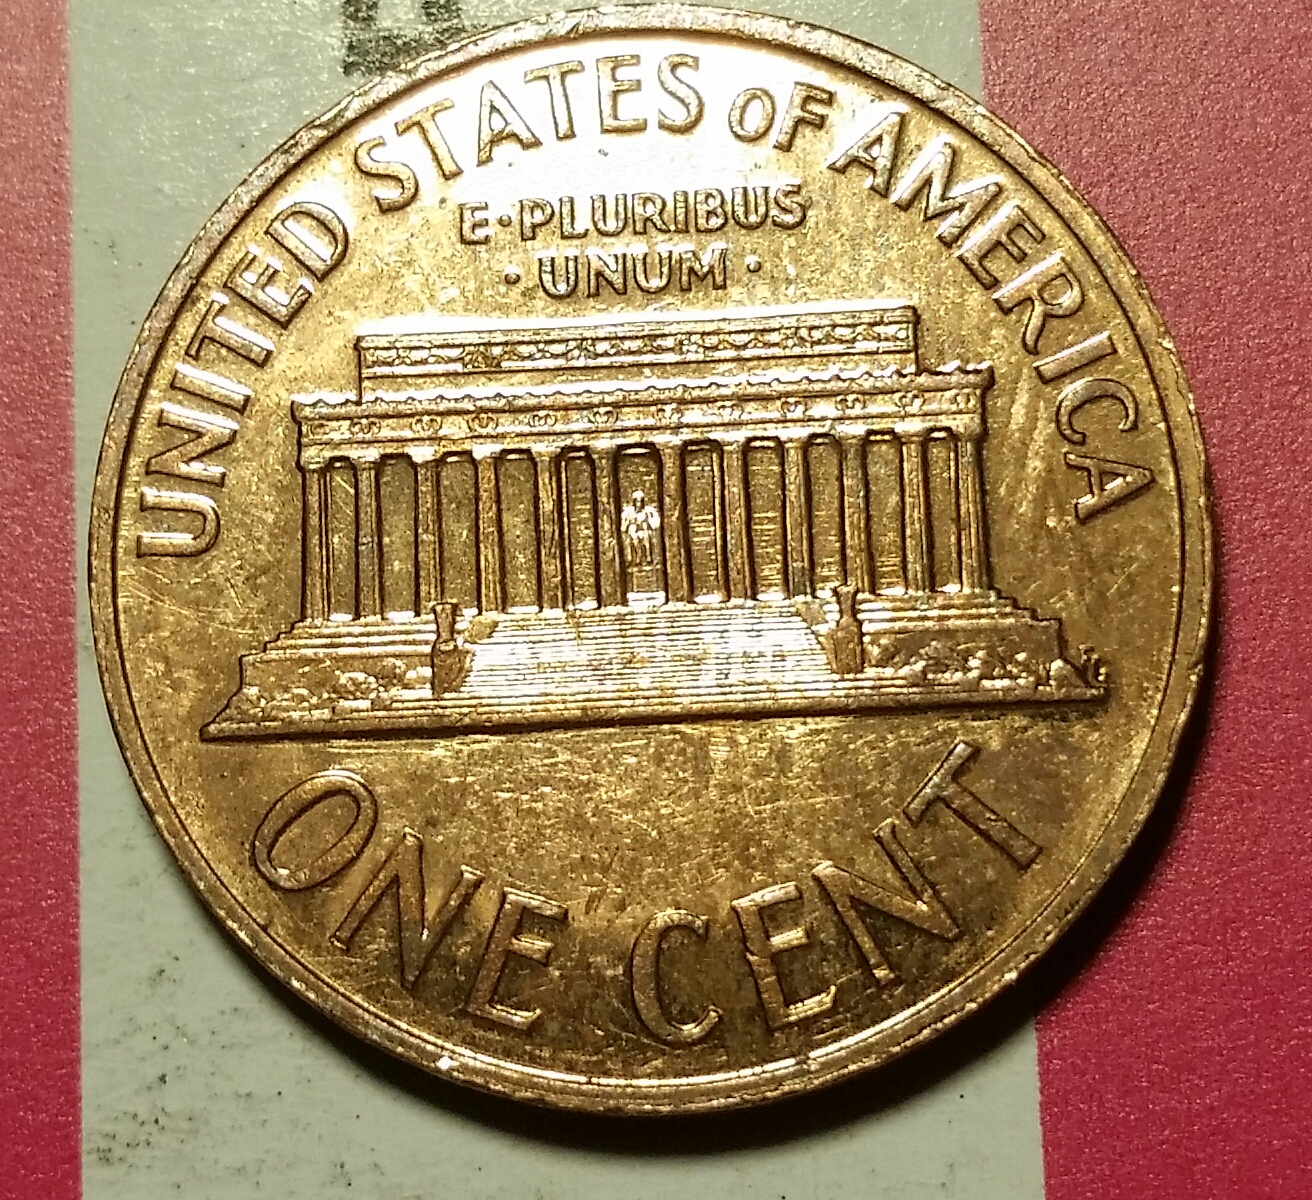 UNITED STATES OF AMERICA
E·PLURIBUS
·UNUM·
ONE CENT